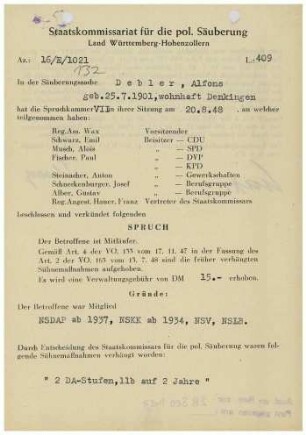 Staatskommissariat für die pol. Säuberung
Land Württemberg-Hohenzollern
Az.: 15/E/1021
L: 409
132
In der Säuberungssache Debler, Alfons
geb.25.7.1901,wohnhaft Denkingen
hat die Spruchkammer VII in ihrer Sitzung am 20.8.48 , an welcher
teilgenommen haben:
Reg.Ass. Wax Vorsitzender
Schwarz, Emil Beisitzer — CDU
Musch, Alois „ — SPD
Fischer, Paul „ — DVP
„ — KPD
Steimacher, Anton „ — Gewerkschaften
Schneckenburger, Josef „ — Berufsgruppe
Alber, Gustav „ — Berufsgruppe
Reg.Angest. Hauer, Franz Vertreter des Staatskommissars
beschlossen und verkündet folgenden
SPRUCH
Der Betroffene ist Mitläufer.
Gemäß Art. 4 der VO. 133 vom 17. 11. 47 in der Fassung des
Art. 2 der VO. 165 vom 13. 7. 48 sind die früher verhängten
Sühnemaßnahmen aufgehoben.
Es wird eine Verwaltungsgebühr von DM 15.- erhoben.
Gründe:
Der Betroffene war Mitglied
NSDAP ab 1937, NSKK ab 1934, NSV, NSLB.
Durch Entscheidung des Staatskommissars für die pol. Säuberung waren fol-
gende Sühnemaßnahmen verhängt worden:
" 2 DA-Stufen,llb auf 2 Jahre "